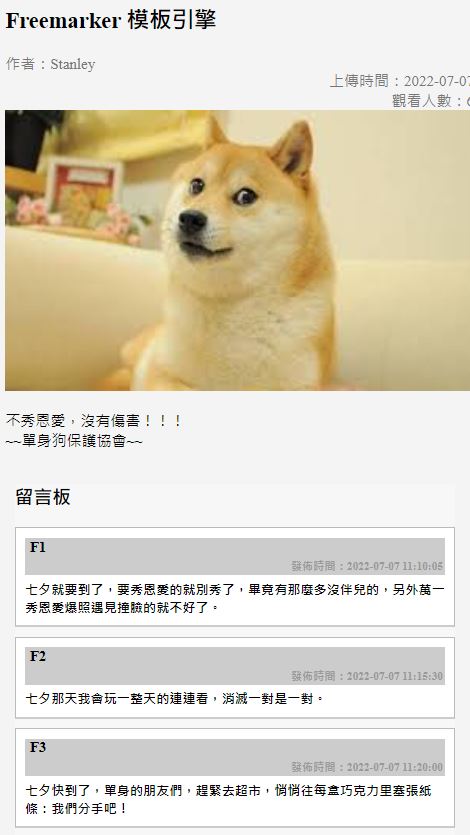 Freemarker 模板引擎
作者：Stanley
上傳時間：2022-07-07
觀看人數：
不秀恩愛，沒有傷害！！！
~~單身狗保護協會~~
留言板
F1
發佈時間：2022-07-07 11:10:05
七夕就要到了，要秀恩愛的就別秀了，畢竟有那麼多沒伴兒的，另外萬一
秀恩愛爆照遇見撞臉的就不好了。
F2
發佈時間：2022-07-07 11:15:30
七夕那天我會玩一整天的連連看，消滅一對是一對。
F3
發佈時間：2022-07-07 11:20:00
七夕快到了，單身的朋友們，趕緊去超市，悄悄往每盒巧克力里塞張紙
條：我們分手吧！